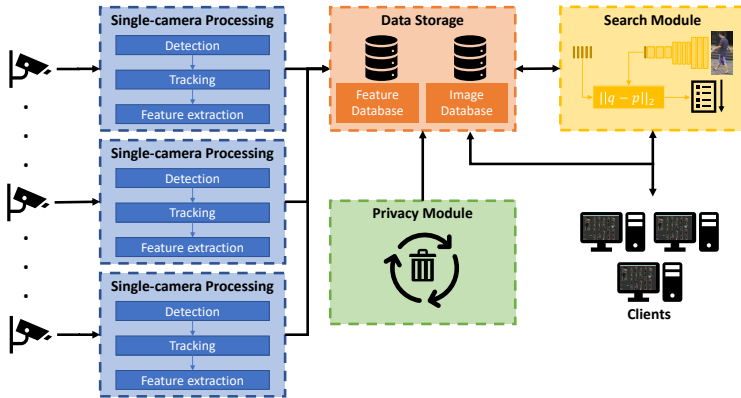 Single-camera Processing
Detection
Tracking
Feature extraction
Single-camera Processing
Detection
Tracking
Feature extraction
Single-camera Processing
Detection
Tracking
Feature extraction
Data Storage
Feature
Database
Image
Database
Privacy Module
Search Module
||q − p||₂
Clients